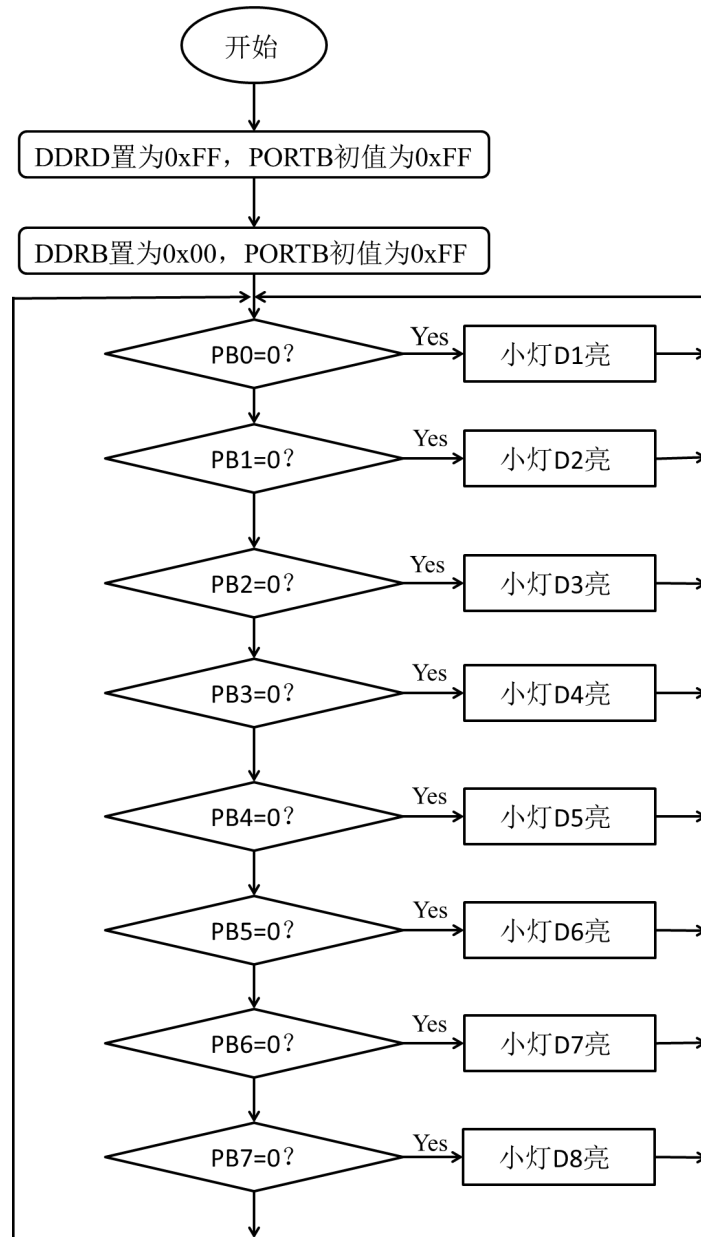 开始
DDRD置为0xFF，PORTB初值为0xFF
DDRB置为0x00，PORTB初值为0xFF
PB0=0？
Yes
小灯D1亮
PB1=0？
Yes
小灯D2亮
PB2=0？
Yes
小灯D3亮
PB3=0？
Yes
小灯D4亮
PB4=0？
Yes
小灯D5亮
PB5=0？
Yes
小灯D6亮
PB6=0？
Yes
小灯D7亮
PB7=0？
Yes
小灯D8亮